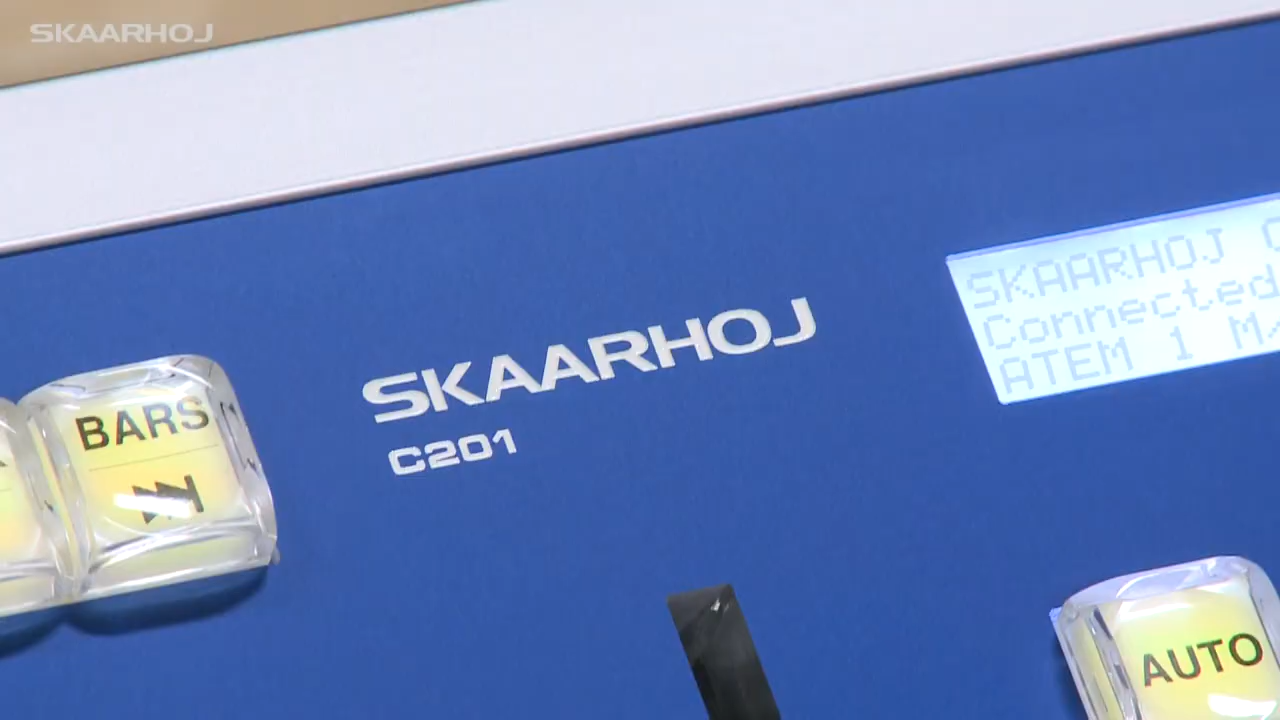 SKAARHOJ
SKAARHOJ
Connected
ATEM 1
SKAARHOJ
C201
BARS
AUTO